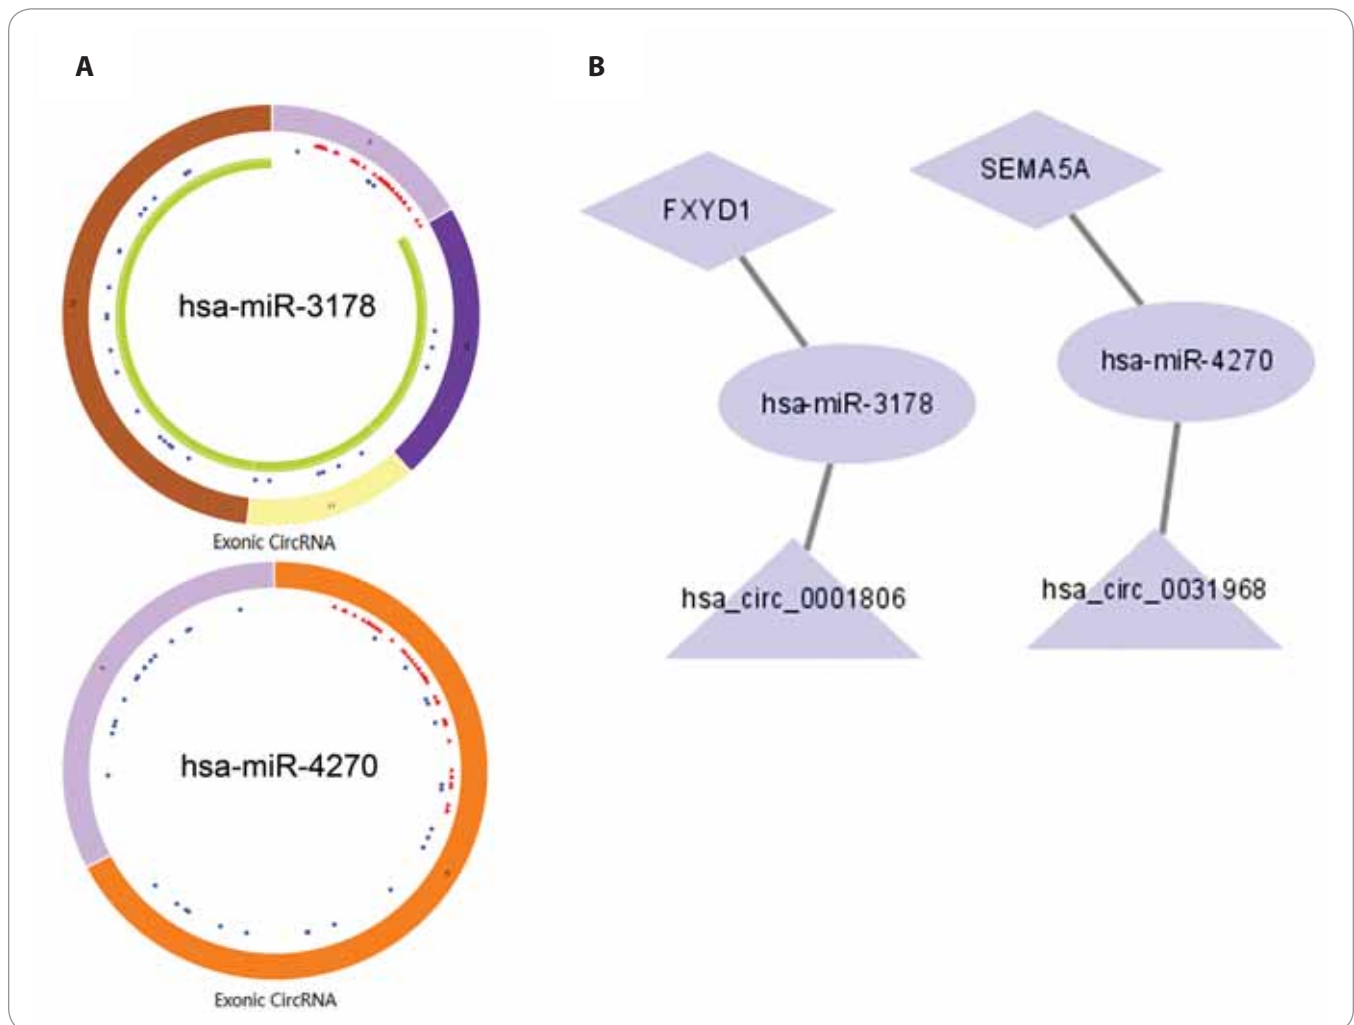 A
hsa-miR-3178
Exonic CircRNA
hsa-miR-4270
Exonic CircRNA
B
FXYD1
SEMA5A
hsa-miR-3178
hsa-miR-4270
hsa_circ_0001806
hsa_circ_0031968